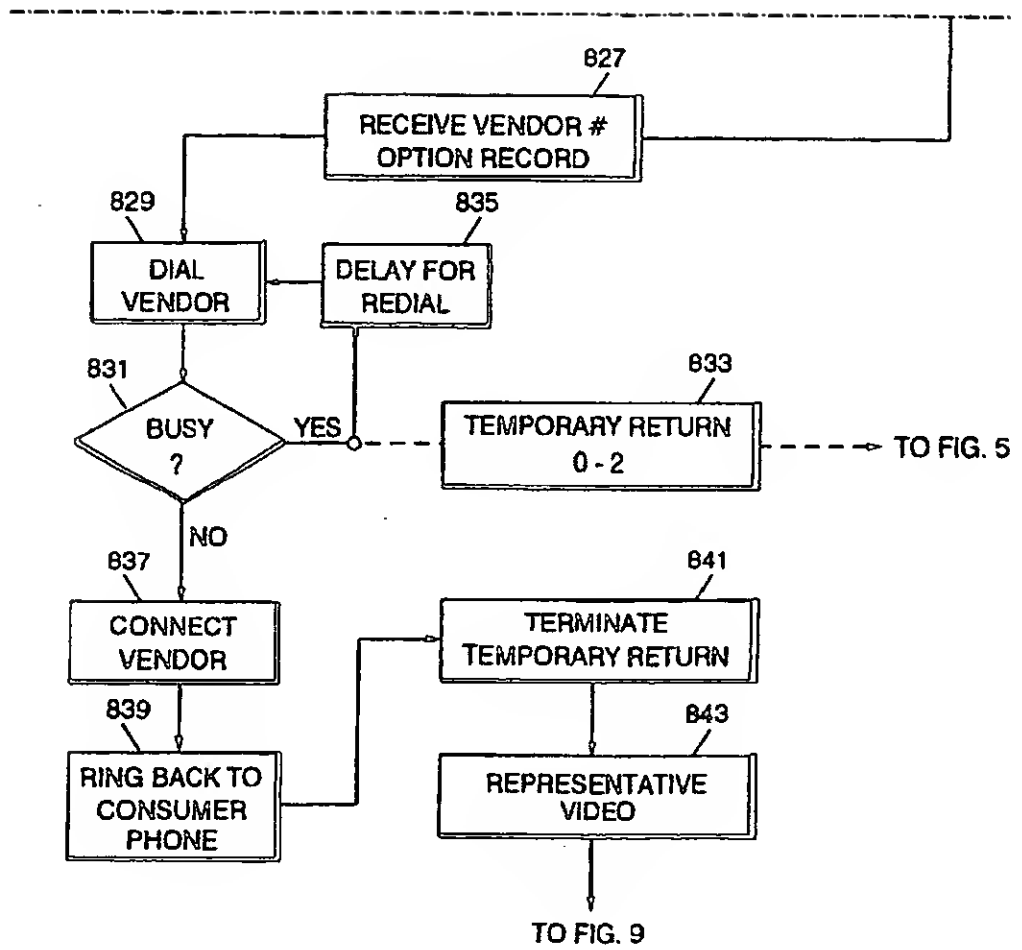 827
RECEIVE VENDOR #
OPTION RECORD
829
DIAL
VENDOR
835
DELAY FOR
REDIAL
831
BUSY
?
YES
833
TEMPORARY RETURN
0 - 2
TO FIG. 5
NO
837
CONNECT
VENDOR
841
TERMINATE
TEMPORARY RETURN
839
RING BACK TO
CONSUMER
PHONE
843
REPRESENTATIVE
VIDEO
TO FIG. 9